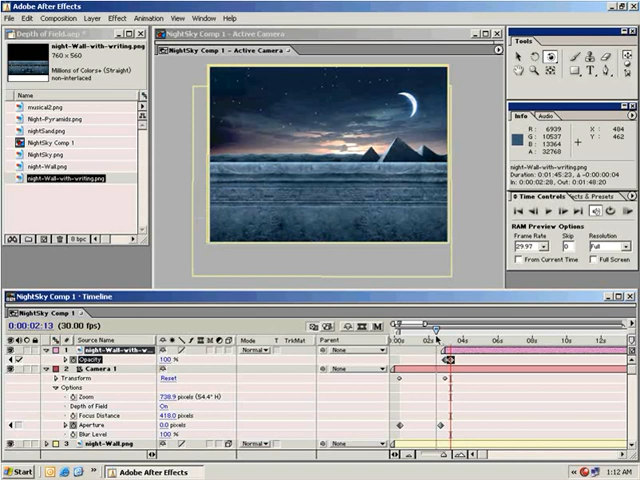 Adobe After Effects
File Edit Composition Layer Effect Animation View Window Help
Depth of Field.aep *
night-Wall-with-writing.png
760 x 560
Millions of Colors+ (Straight)
non-interlaced
Name
musical2.png
Night-Pyramids.png
nightSand.png
NightSky Comp 1
NightSky.png
night-Wall.png
night-Wall-with-writing.png
8 bpc
NightSky Comp 1 - Active Camera
NightSky Comp 1 - Active Camera
Tools
Info Audio
R : 6939
G : 10537
B : 13364
A : 32768
X : 484
Y : 462
night-Wall-with-writing.png
Duration: 0:01:45:23, Δ -0:00:00:04
In: 0:00:02:28, Out: 0:01:48:20
Time Controls
RAM Preview Options
Frame Rate Skip Resolution
29.97 0 Full
From Current Time Full Screen
NightSky Comp 1 : Timeline
NightSky Comp 1
0:00:02:13 (30.00 fps)
# Source Name Mode T TrkMat Parent
:00s 02s 04s 06s 08s 10s 12s
1 night-Wall-with-w... Normal None
Opacity 100 %
2 Camera 1 None
Transform Reset
Options
Zoom 738.9 pixels (54.4° H)
Depth of Field On
Focus Distance 418.0 pixels
Aperture 0.0 pixels
Blur Level 100 %
3 night-Wall.png Normal None
Start Adobe After Effects 1:12 AM